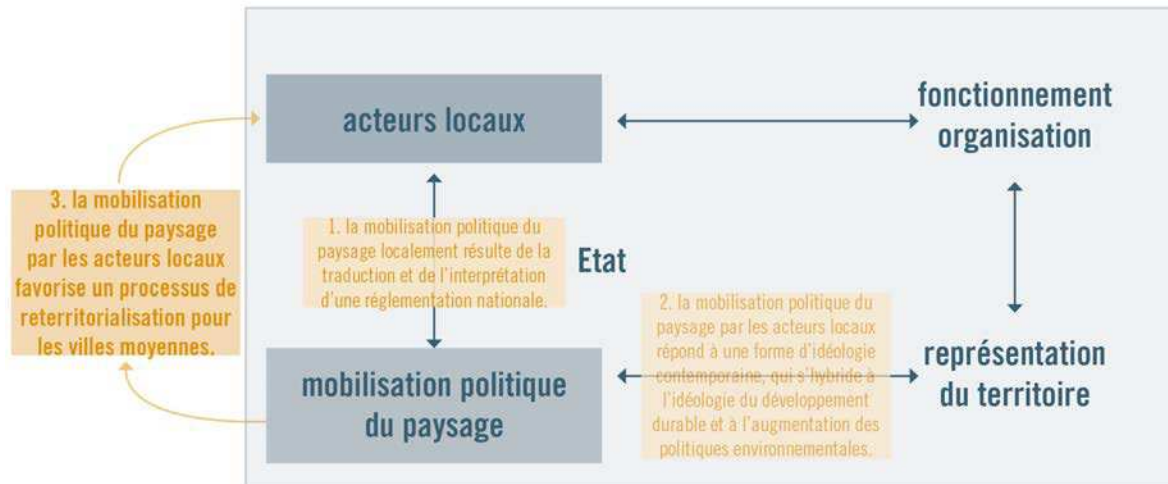 acteurs locaux
fonctionnement
organisation
3. la mobilisation
politique du paysage
par les acteurs locaux
favorise un processus de
reterritorialisation pour
les villes moyennes.
1. la mobilisation politique du
paysage localement résulte de la
traduction et de l'interprétation
d'une réglementation nationale.
Etat
2. la mobilisation politique du
paysage par les acteurs locaux
répond à une forme d'idéologie
contemporaine, qui s'hybride à
l'idéologie du développement
durable et à l'augmentation des
politiques environnementales.
mobilisation politique
du paysage
représentation
du territoire